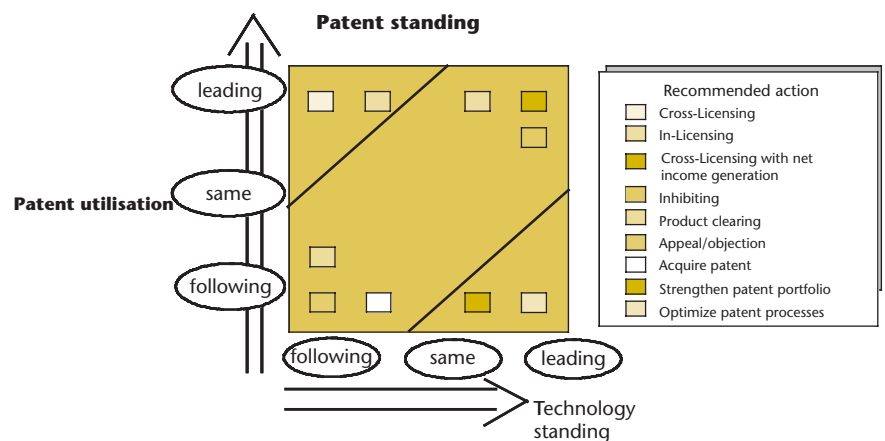 Patent standing
leading
same
Patent utilisation
following
following
same
leading
Technology
standing
Recommended action
Cross-Licensing
In-Licensing
Cross-Licensing with net
income generation
Inhibiting
Product clearing
Appeal/objection
Acquire patent
Strengthen patent portfolio
Optimize patent processes